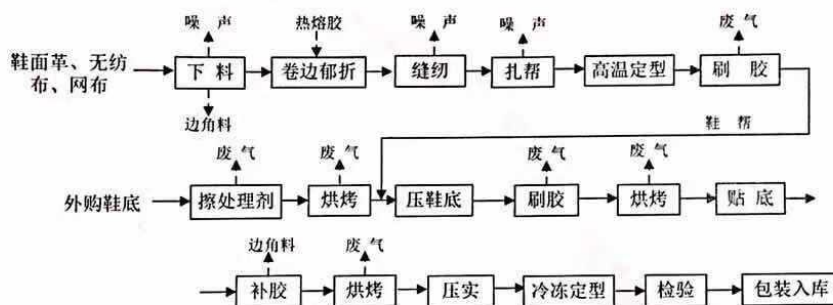 噪 声 热熔胶 噪 声 噪 声 废 气
鞋面革、无纺
布、网布
下 料 卷边郁折 缝纫 扎帮 高温定型 刷 胶
边角料 鞋 帮
废 气 废 气 废 气 废 气
外购鞋底 擦处理剂 烘烤 压鞋底 刷胶 烘烤 贴 底
边角料 废 气
补胶 烘烤 压实 冷冻定型 检验 包装入库